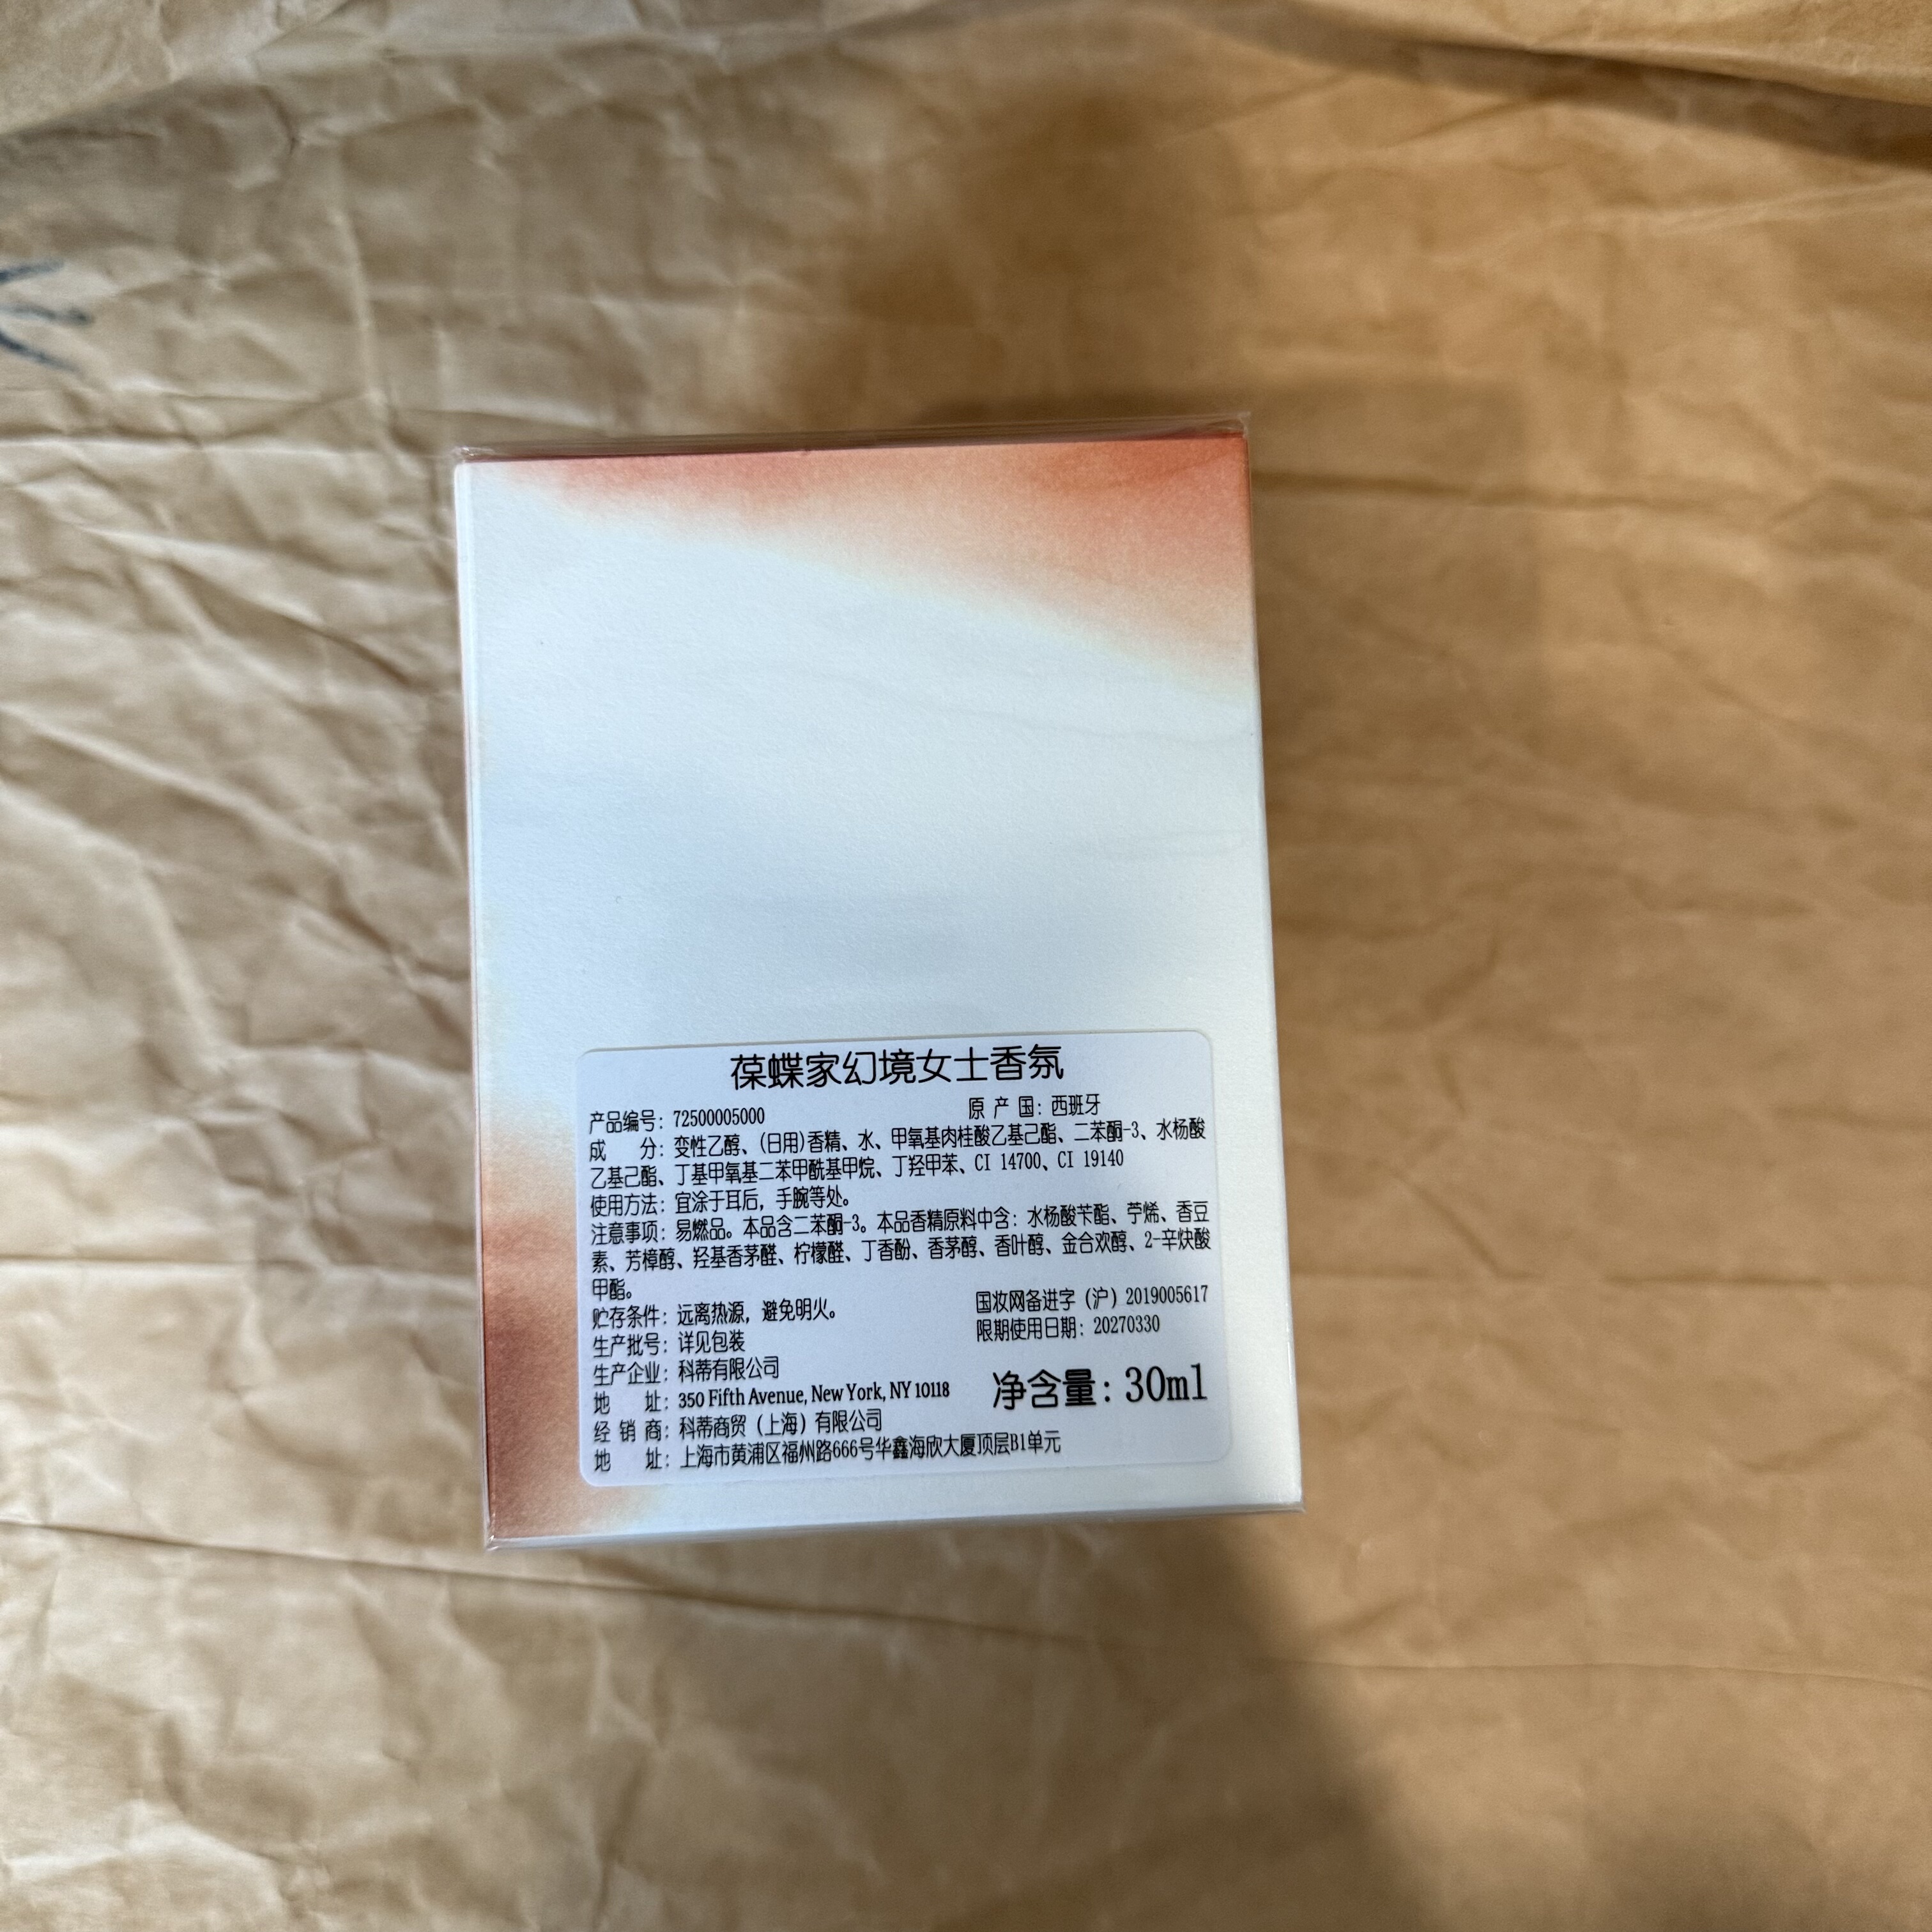 葆蝶家幻境女士香氛
产品编号：72500005000 原 产 国：西班牙
成 分：变性乙醇、(日用)香精、水、甲氧基肉桂酸乙基己酯、二苯酮-3、水杨酸
乙基己酯、丁基甲氧基二苯甲酰基甲烷、丁羟甲苯、CI 14700、CI 19140
使用方法：宜涂于耳后，手腕等处。
注意事项：易燃品。本品含二苯酮-3。本品香精原料中含：水杨酸苄酯、苧烯、香豆
素、芳樟醇、羟基香茅醛、柠檬醛、丁香酚、香茅醇、香叶醇、金合欢醇、2-辛炔酸
甲酯。
贮存条件：远离热源，避免明火。 国妆网备进字（沪）2019005617
生产批号：详见包装 限期使用日期：20270330
生产企业：科蒂有限公司
地 址：350 Fifth Avenue, New York, NY 10118 净含量：30ml
经 销 商：科蒂商贸（上海）有限公司
地 址：上海市黄浦区福州路666号华鑫海欣大厦顶层B1单元